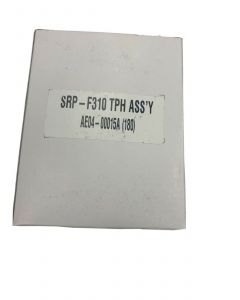 SRP - F310 TPH ASS'Y
AE04 - 00015A (180)